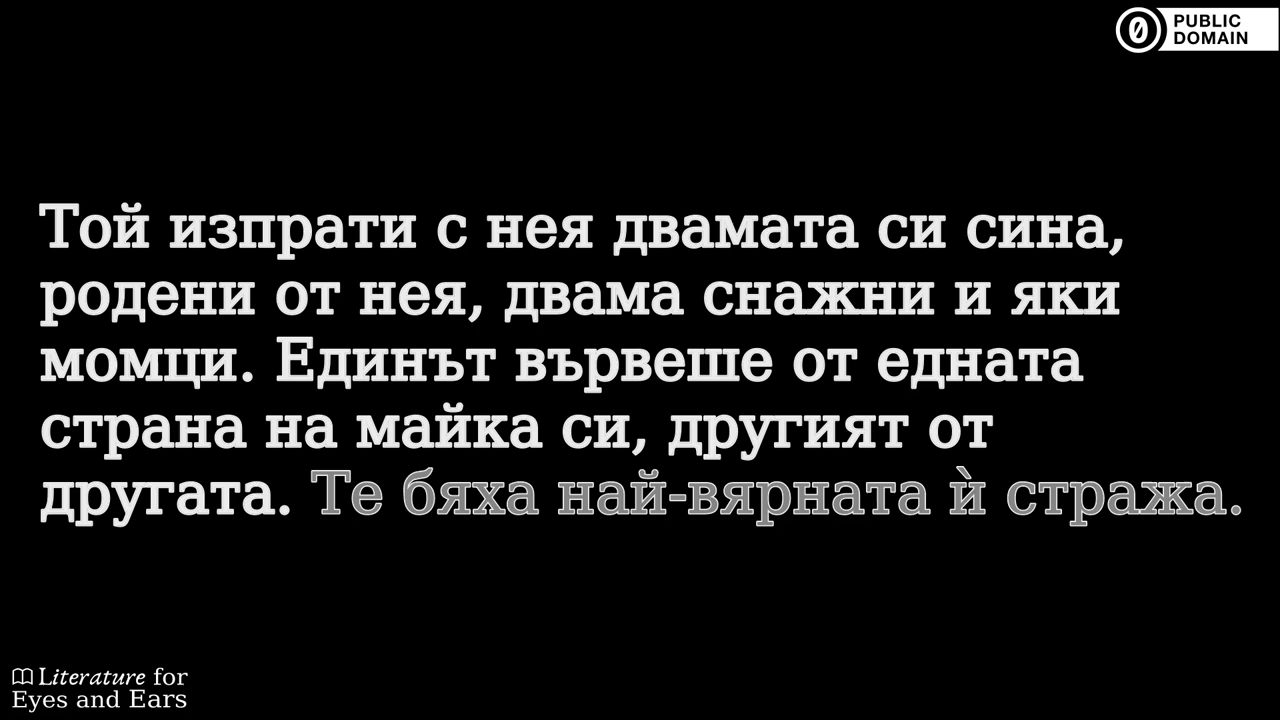 PUBLIC
DOMAIN
Той изпрати с нея двамата си сина,
родени от нея, двама снажни и яки
момци. Единът вървеше от едната
страна на майка си, другият от
другата. Те бяха най-вярната ѝ стража.
Literature for
Eyes and Ears